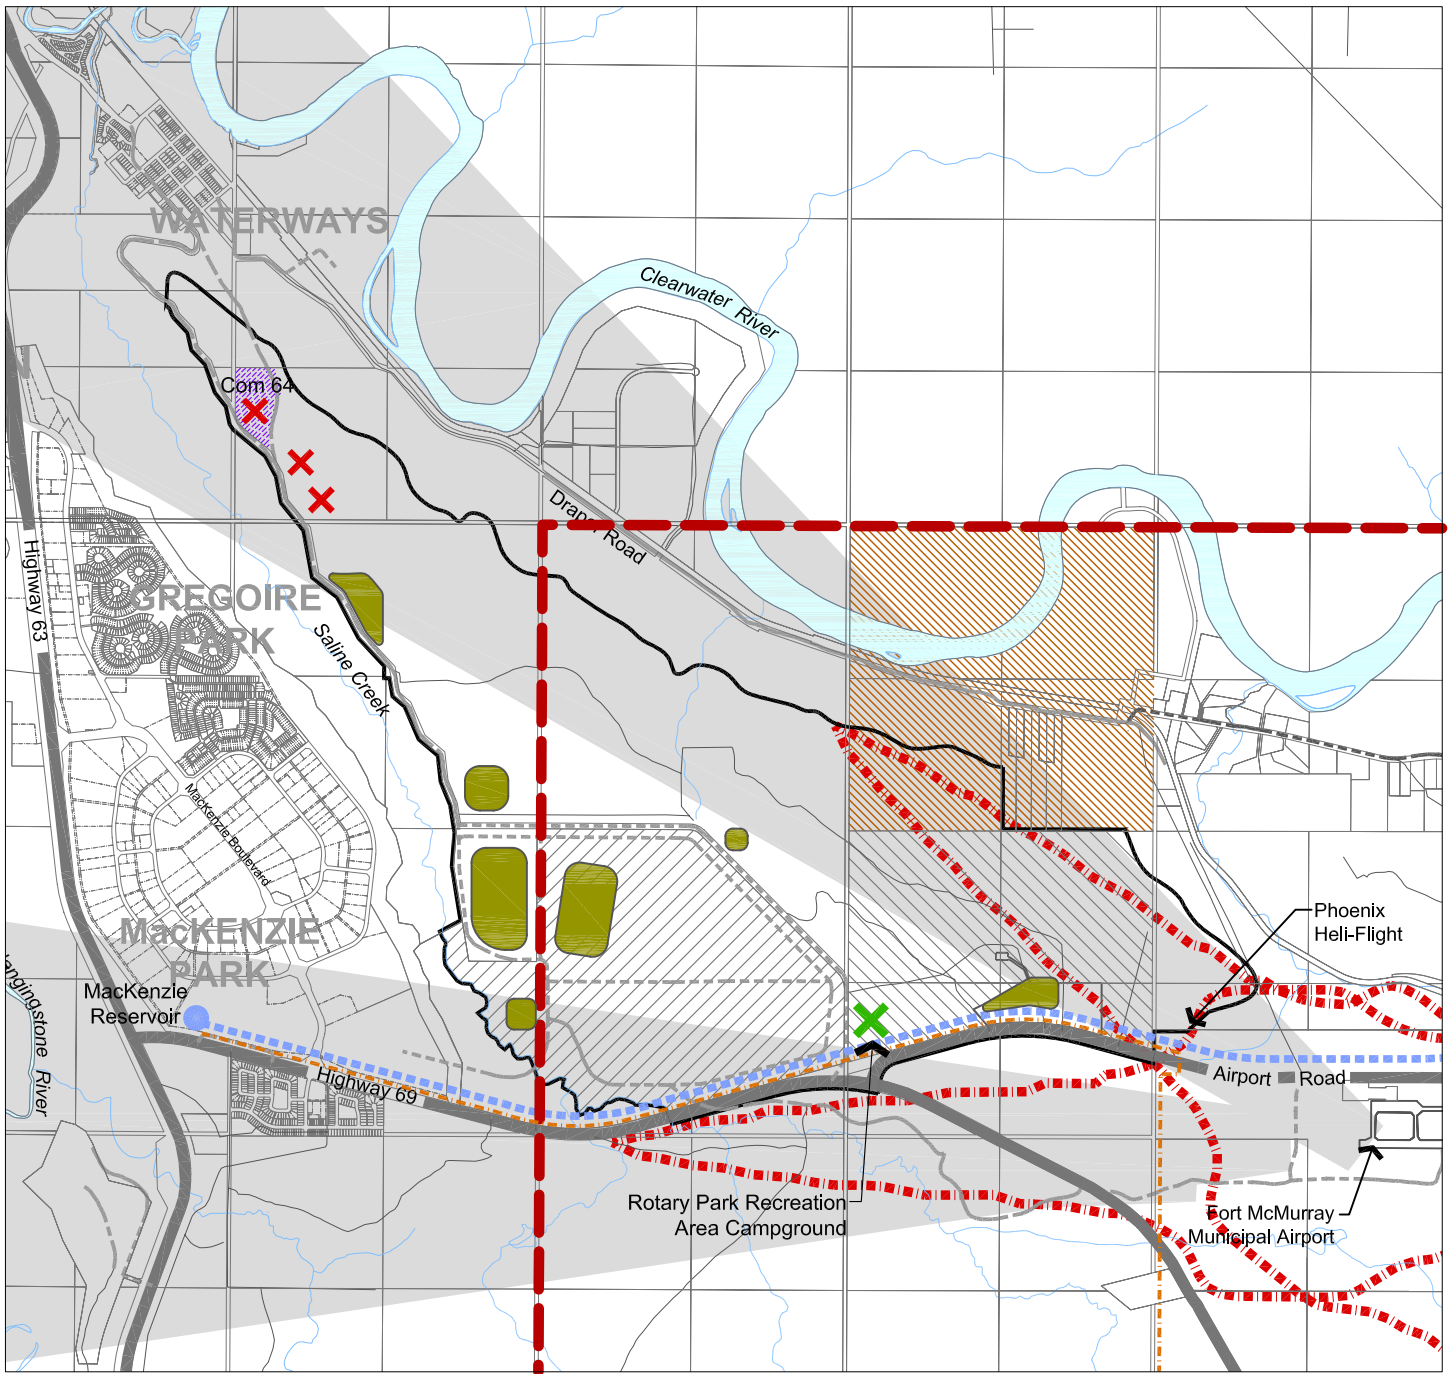 WATERWAYS
Clearwater River
Com 64
Draper Road
Highway 63
GREGOIRE
PARK
Saline Creek
MacKenzie Boulevard
MacKENZIE
PARK
Phoenix
Heli-Flight
MacKenzie
Reservoir
River
Highway 69
Airport Road
Rotary Park Recreation
Area Campground
Fort McMurray
Municipal Airport